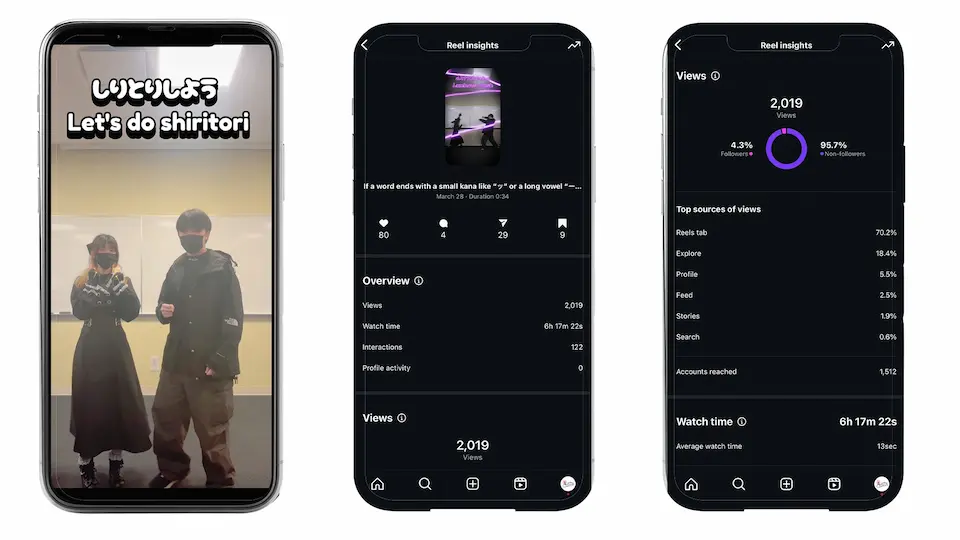 しりとりしよう
Let's do shiritori
Reel insights
If a word ends with a small kana like “ッ” or a long vowel “ー...
March 28 · Duration 0:34
80
4
29
9
Overview
Views 2,019
Watch time 6h 17m 22s
Interactions 122
Profile activity 0
Views
2,019
Views
Reel insights
Views
2,019
Views
4.3%
Followers
95.7%
Non-followers
Top sources of views
Reels tab 70.2%
Explore 18.4%
Profile 5.5%
Feed 2.5%
Stories 1.9%
Search 0.6%
Accounts reached 1,512
Watch time 6h 17m 22s
Average watch time 13sec